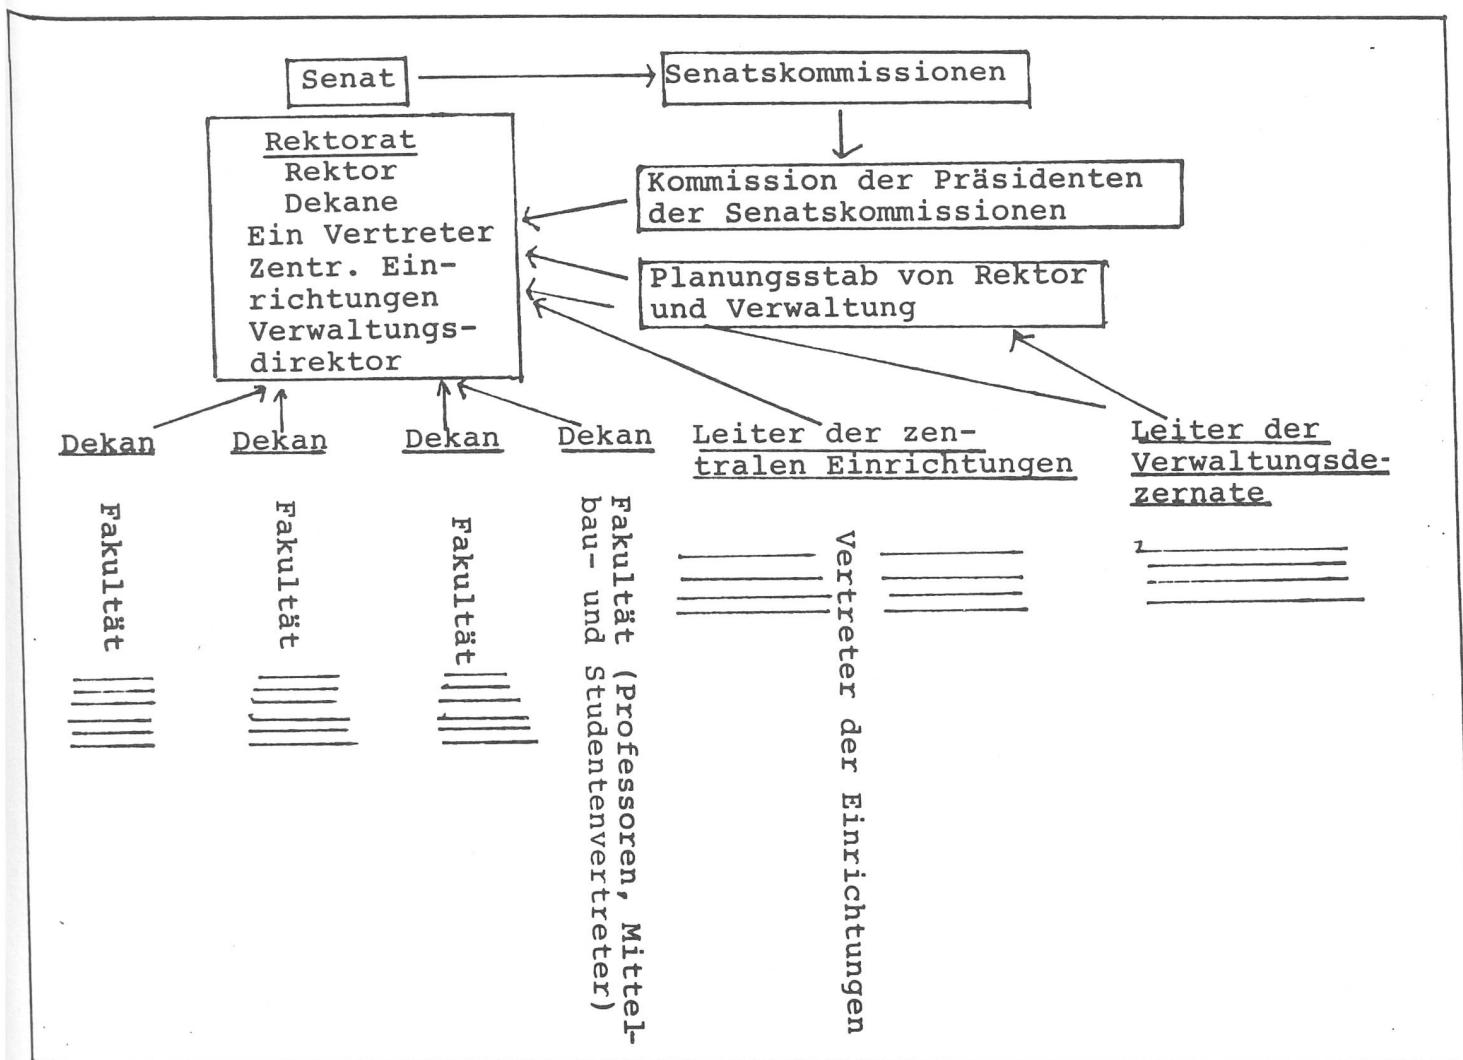 Senat
Senatskommissionen
Rektorat
Rektor
Dekane
Ein Vertreter
Zentr. Ein-
richtungen
Verwaltungs-
direktor
Kommission der Präsidenten
der Senatskommissionen
Planungsstab von Rektor
und Verwaltung
Dekan
Dekan
Dekan
Dekan
Leiter der zen-
tralen Einrichtungen
Leiter der
Verwaltungsde-
zernate
Fakultät
Fakultät
Fakultät
Fakultät (Professoren, Mittel-
bau- und Studentenvertreter)
Vertreter der Einrichtungen